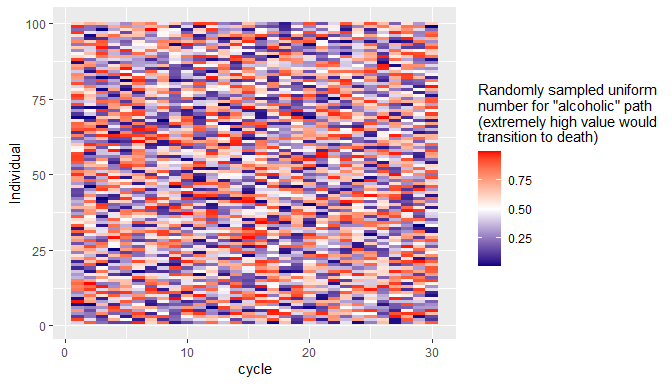 100
75
50
25
0
Individual
0 10 20 30
cycle
Randomly sampled uniform
number for "alcoholic" path
(extremely high value would
transition to death)
0.75
0.50
0.25